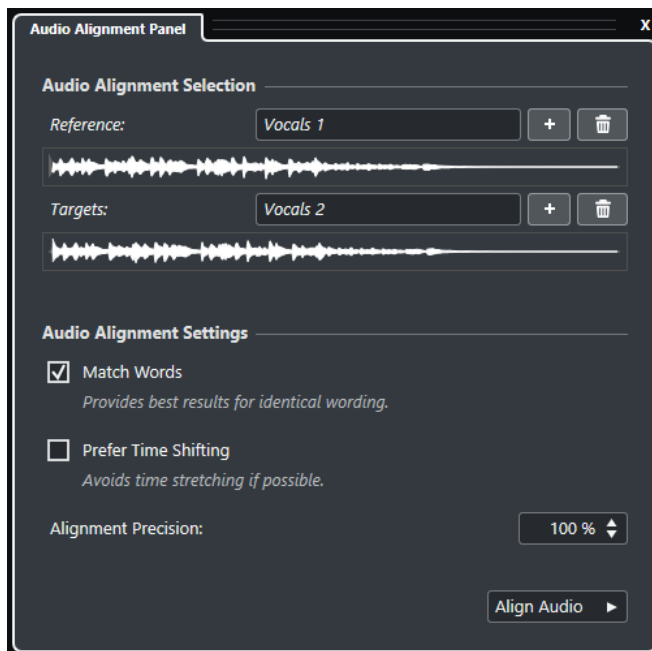 Audio Alignment Panel
X
Audio Alignment Selection
Reference:
Vocals 1
+
Targets:
Vocals 2
+
Audio Alignment Settings
Match Words
Provides best results for identical wording.
Prefer Time Shifting
Avoids time stretching if possible.
Alignment Precision:
100 %
Align Audio